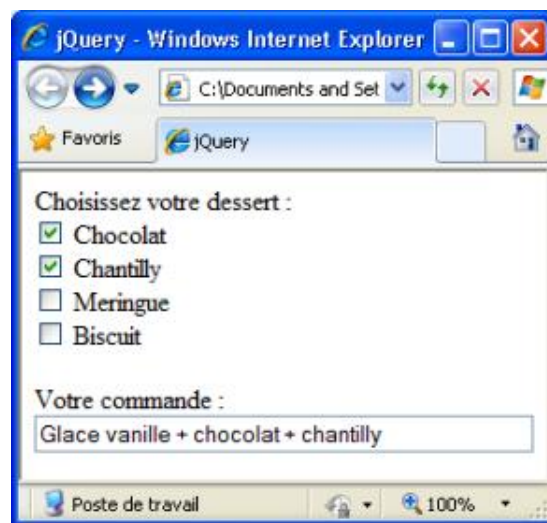 jQuery - Windows Internet Explorer
C:\Documents and Set
Favoris
jQuery
Choisissez votre dessert :
Chocolat
Chantilly
Meringue
Biscuit
Votre commande :
Glace vanille + chocolat + chantilly
Poste de travail
100%